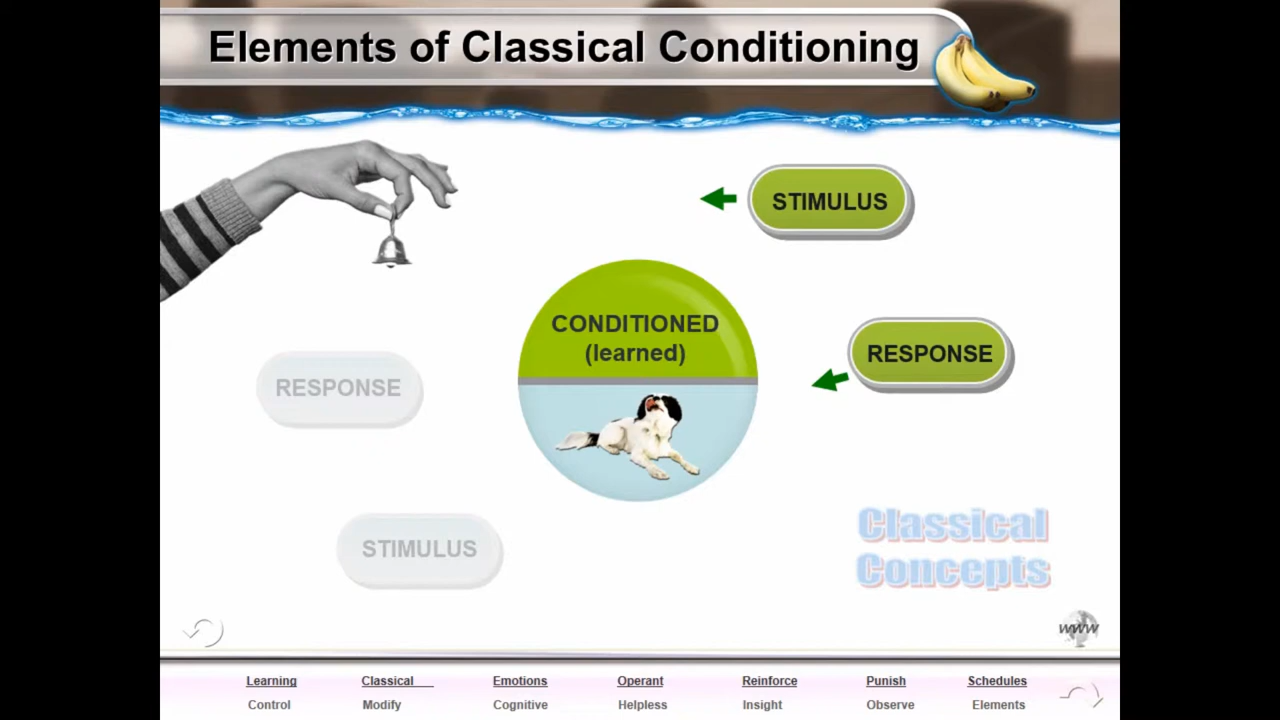 Elements of Classical Conditioning
STIMULUS
CONDITIONED
(learned)
RESPONSE
RESPONSE
STIMULUS
Classical
Concepts
www
Learning Classical Emotions Operant Reinforce Punish Schedules
Control Modify Cognitive Helpless Insight Observe Elements